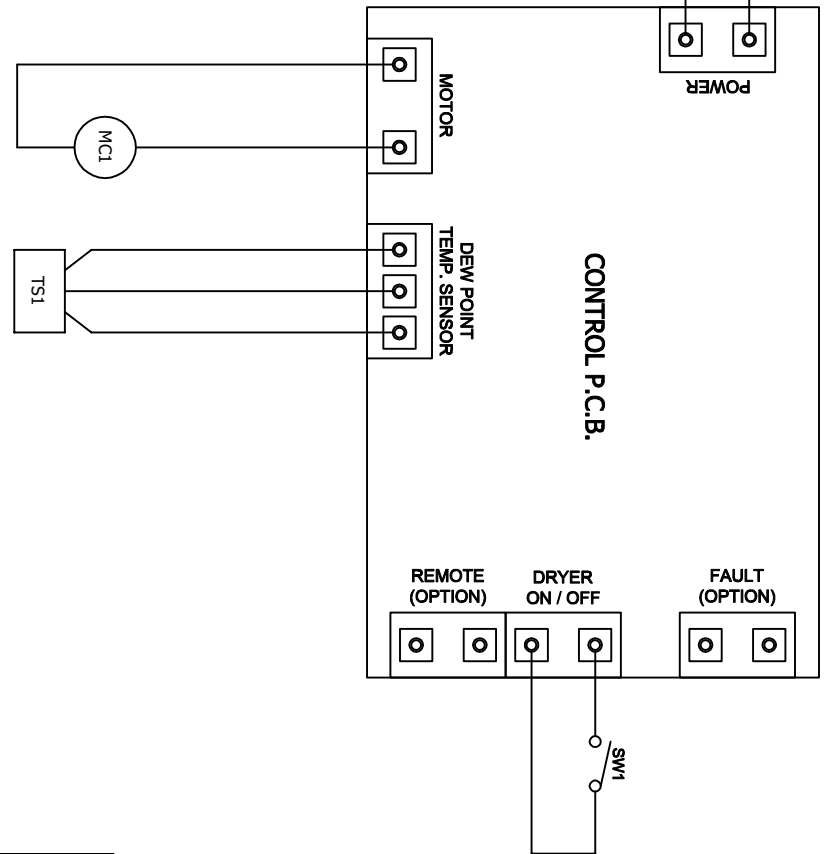 POWER
MOTOR
MC1
DEW POINT
TEMP. SENSOR
TS1
CONTROL P.C.B.
REMOTE
(OPTION)
DRYER
ON / OFF
FAULT
(OPTION)
SW1